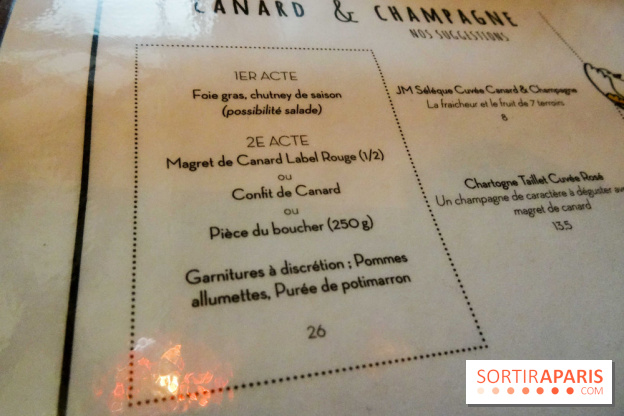 CANARD & CHAMPAGNE
NOS SUGGESTIONS
1ER ACTE
Foie gras, chutney de saison
(possibilité salade)
2E ACTE
Magret de Canard Label Rouge (1/2)
ou
Confit de Canard
ou
Pièce du boucher (250 g)
Garnitures à discrétion ; Pommes
allumettes, Purée de potimarron
26
JM Séléque Cuvée Canard & Champagne
La fraicheur et le fruit de 7 terroirs
8
Chartogne Taillet Cuvée Rosé
Un champagne de caractère à déguster
magret de canard
13.5
SORTIRAPARIS
.COM